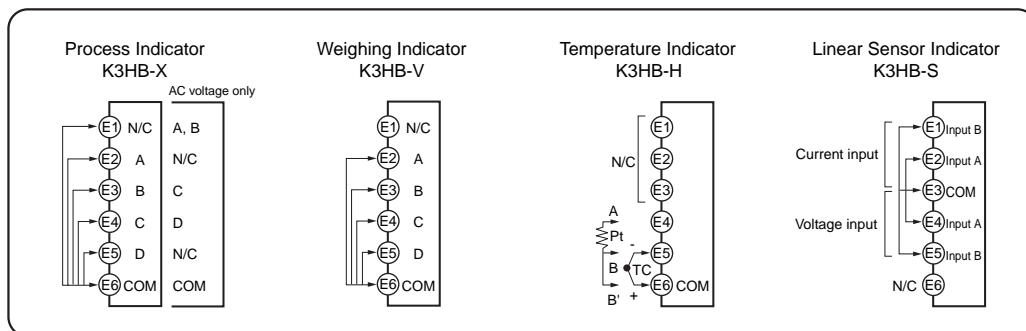 Process Indicator
K3HB-X
AC voltage only
E1 N/C A, B
E2 A N/C
E3 B C
E4 C D
E5 D N/C
E6 COM COM
Weighing Indicator
K3HB-V
E1 N/C
E2 A
E3 B
E4 C
E5 D
E6 COM
Temperature Indicator
K3HB-H
E1
N/C E2
E3
A E4
Pt
- E5
B TC
B' + E6 COM
Linear Sensor Indicator
K3HB-S
E1 Input B
Current input
E2 Input A
E3 COM
Voltage input
E4 Input A
E5 Input B
N/C E6